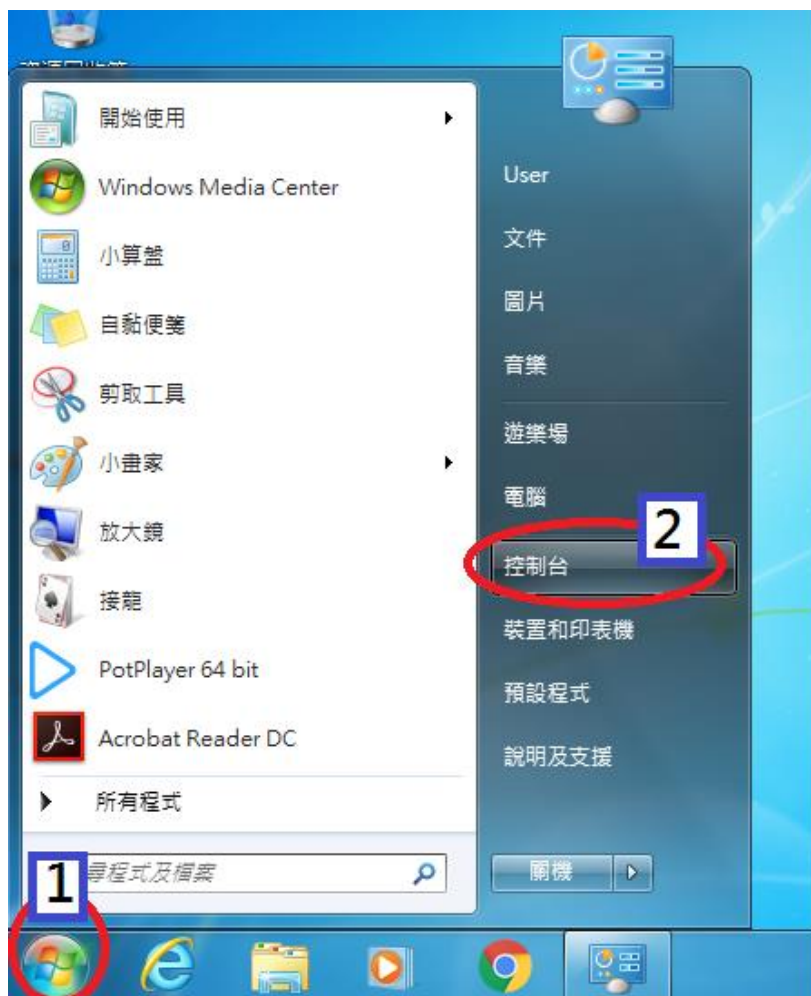 開始使用
Windows Media Center
小算盤
自黏便箋
剪取工具
小畫家
放大鏡
接龍
PotPlayer 64 bit
Acrobat Reader DC
所有程式
尋程式及檔案
User
文件
圖片
音樂
遊樂場
電腦
2
控制台
裝置和印表機
預設程式
說明及支援
關機
1